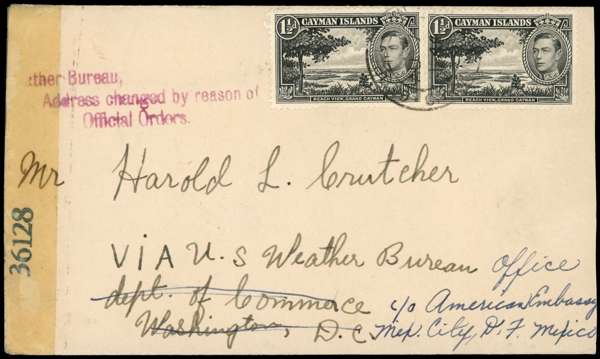 1½ᴰ CAYMAN ISLANDS
BEACH VIEW, GRAND CAYMAN
1½ᴰ CAYMAN ISLANDS
BEACH VIEW, GRAND CAYMAN
ther Bureau,
Address changed by reason of
Official Orders.
36128
Mr Harold L. Crutcher
VIA U.S Weather Bureau Office
dept. of Commerce c/o American Embassy
Washington, D.C. Mex. City, D.F. Mexico